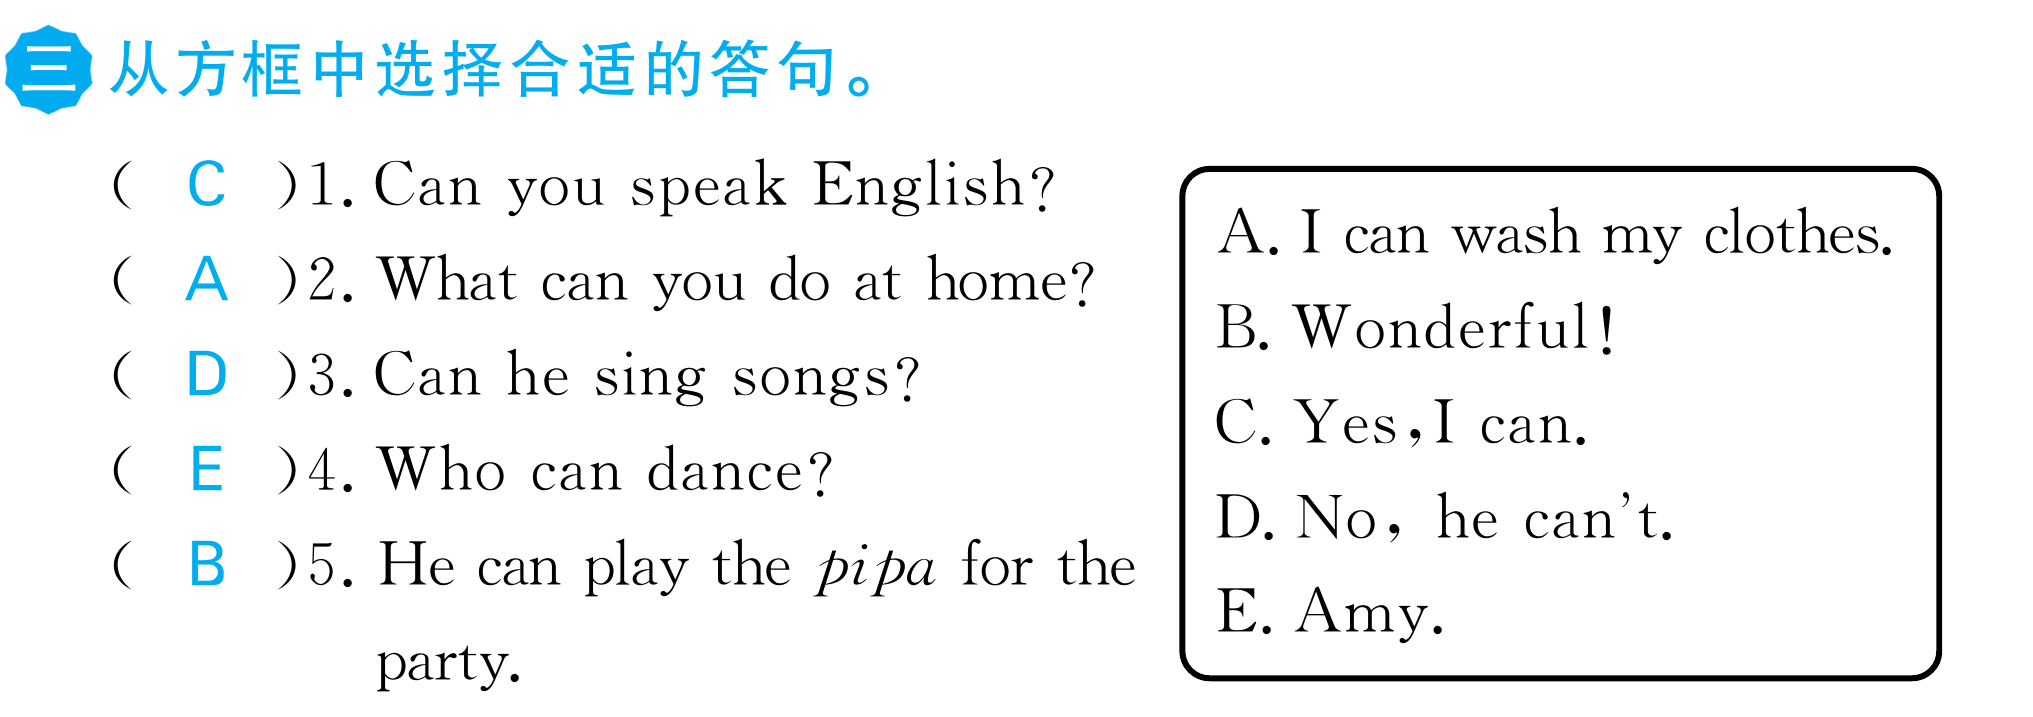 三 从方框中选择合适的答句。
( C )1. Can you speak English?
( A )2. What can you do at home?
( D )3. Can he sing songs?
( E )4. Who can dance?
( B )5. He can play the pipa for the
party.
A. I can wash my clothes.
B. Wonderful!
C. Yes,I can.
D. No, he can't.
E. Amy.